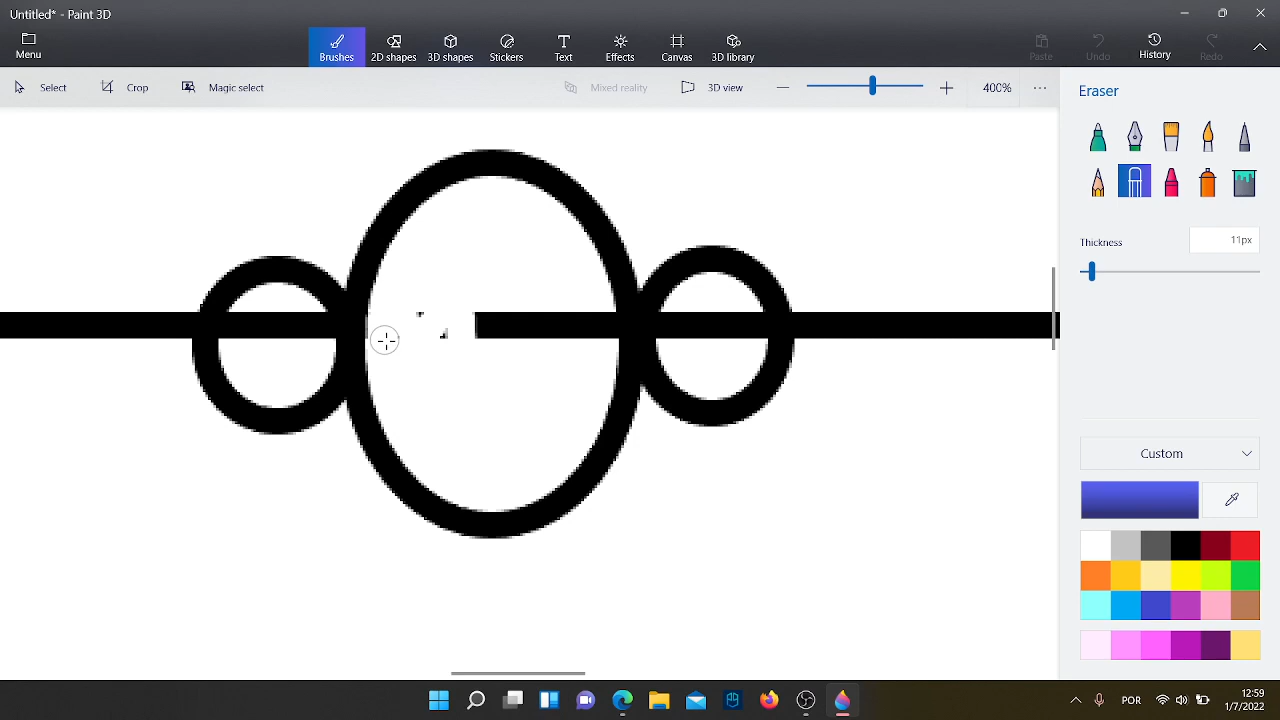 Untitled* - Paint 3D
Menu
Brushes
2D shapes
3D shapes
Stickers
Text
Effects
Canvas
3D library
Paste
Undo
History
Redo
Select
Crop
Magic select
Mixed reality
3D view
400%
Eraser
Thickness
11px
Custom
POR
12:59
1/7/2022